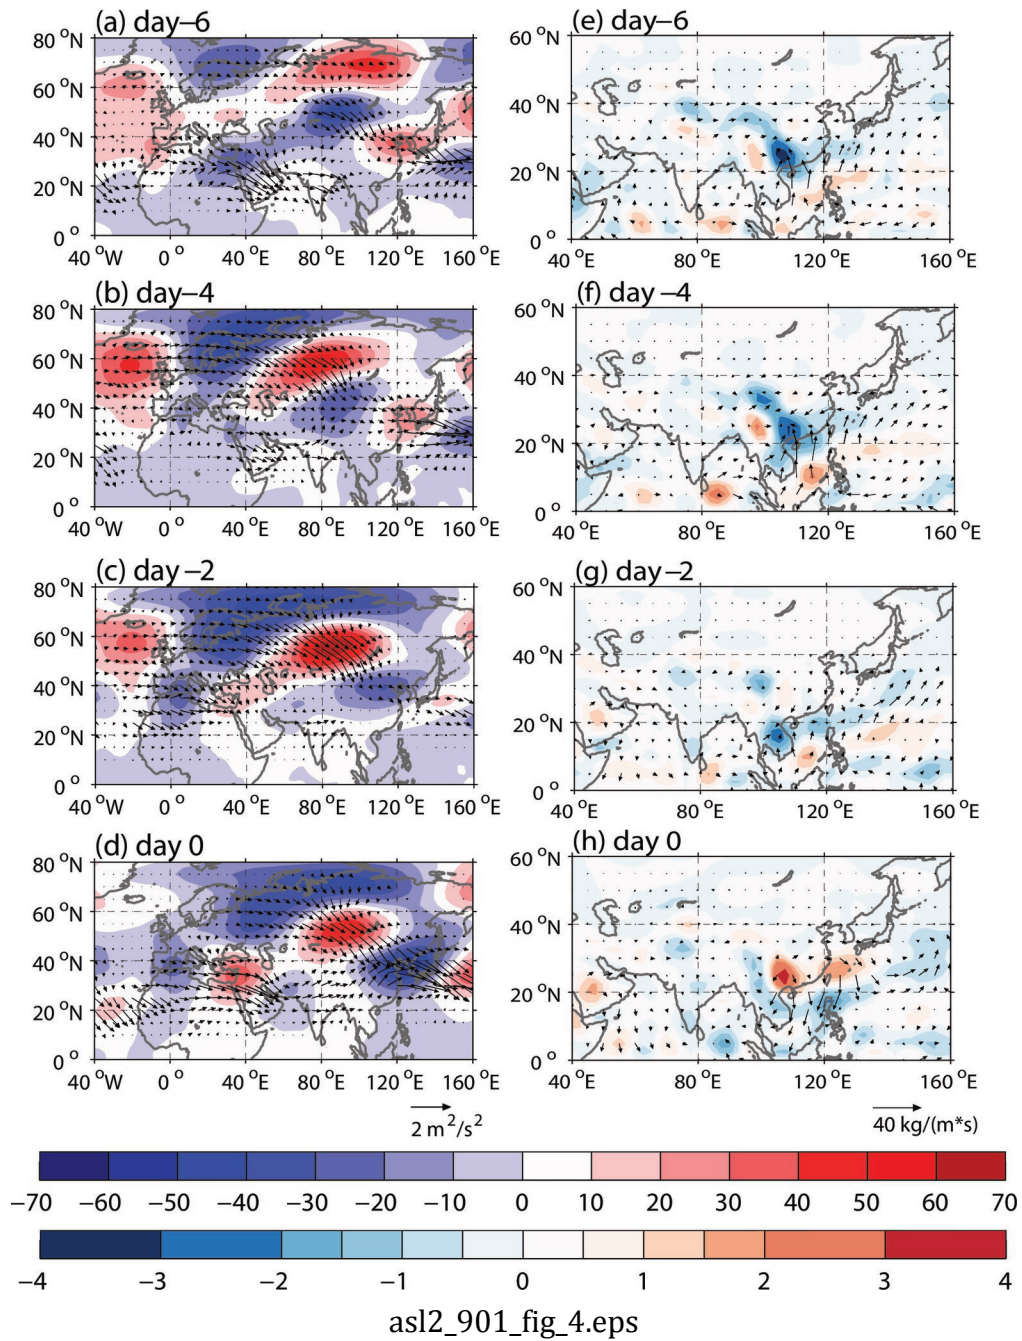 (a) day−6
80 °N
60 °N
40 °N
20 °N
0 °
40 °W 0 ° 40 °E 80 °E 120 °E 160 °E
(e) day−6
60 °N
40 °N
20 °N
0 °
40 °E 80 °E 120 °E 160 °E
(b) day−4
80 °N
60 °N
40 °N
20 °N
0 °
40 °W 0 ° 40 °E 80 °E 120 °E 160 °E
(f) day−4
60 °N
40 °N
20 °N
0 °
40 °E 80 °E 120 °E 160 °E
(c) day−2
80 °N
60 °N
40 °N
20 °N
0 °
40 °W 0 ° 40 °E 80 °E 120 °E 160 °E
(g) day−2
60 °N
40 °N
20 °N
0 °
40 °E 80 °E 120 °E 160 °E
(d) day 0
80 °N
60 °N
40 °N
20 °N
0 °
40 °W 0 ° 40 °E 80 °E 120 °E 160 °E
(h) day 0
60 °N
40 °N
20 °N
0 °
40 °E 80 °E 120 °E 160 °E
2 m²/s²
40 kg/(m*s)
−70 −60 −50 −40 −30 −20 −10 0 10 20 30 40 50 60 70
−4 −3 −2 −1 0 1 2 3 4
asl2_901_fig_4.eps